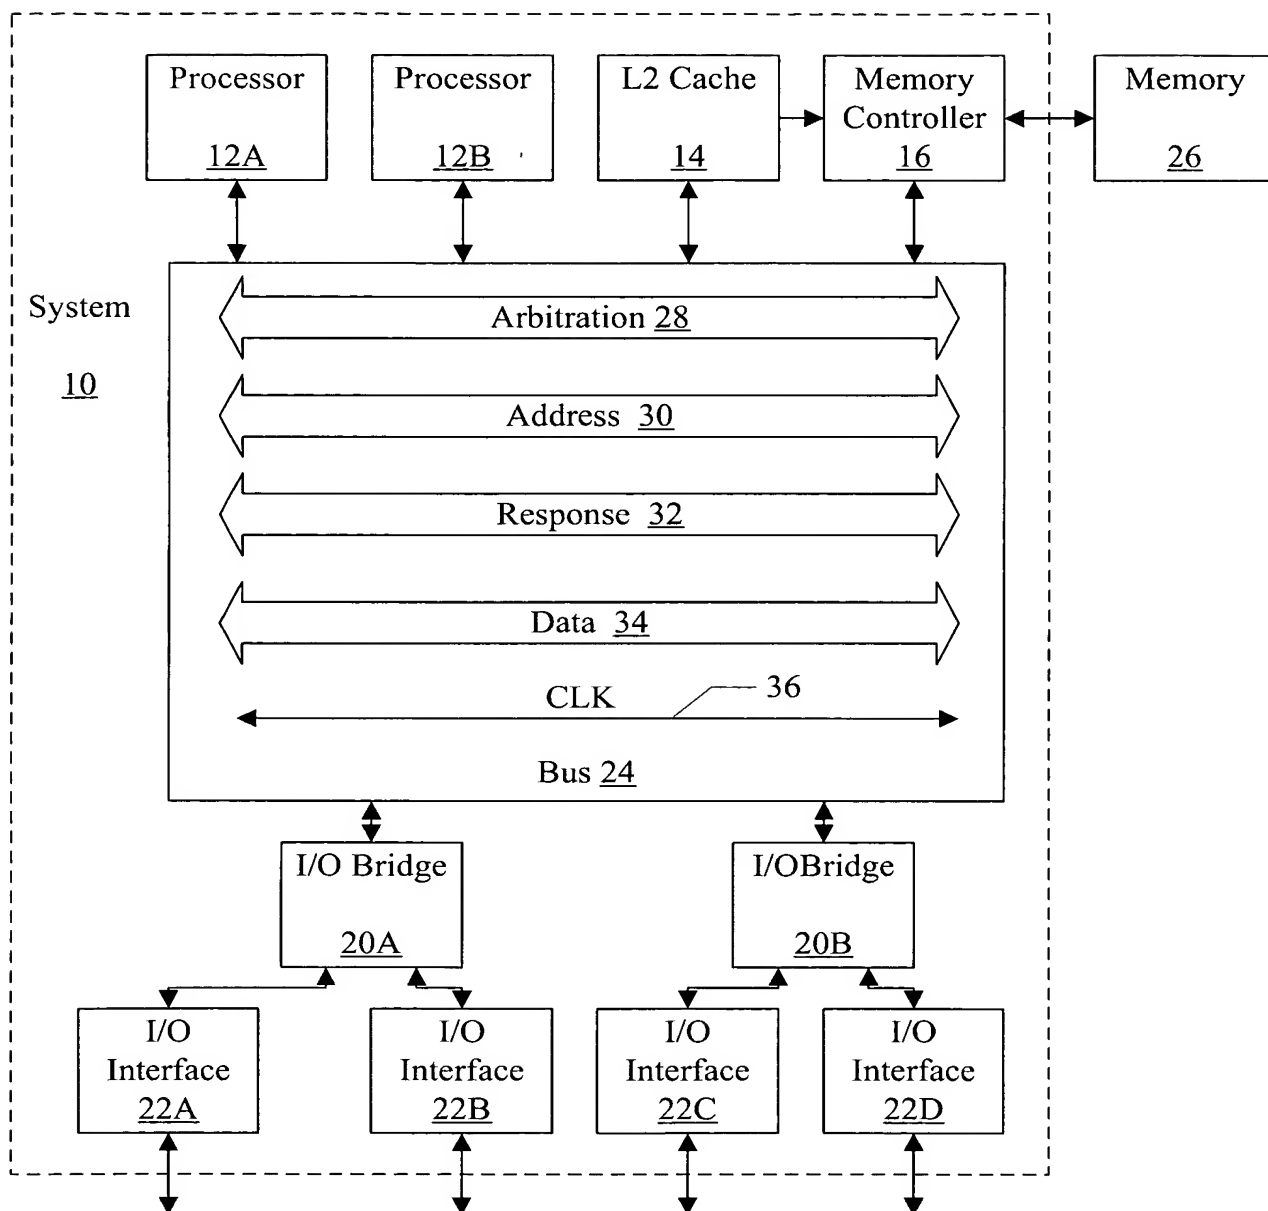 Processor
12A
Processor
12B
L2 Cache
14
Memory
Controller
16
Memory
26
System
10
Arbitration 28
Address 30
Response 32
Data 34
CLK
36
Bus 24
I/O Bridge
20A
I/OBridge
20B
I/O
Interface
22A
I/O
Interface
22B
I/O
Interface
22C
I/O
Interface
22D